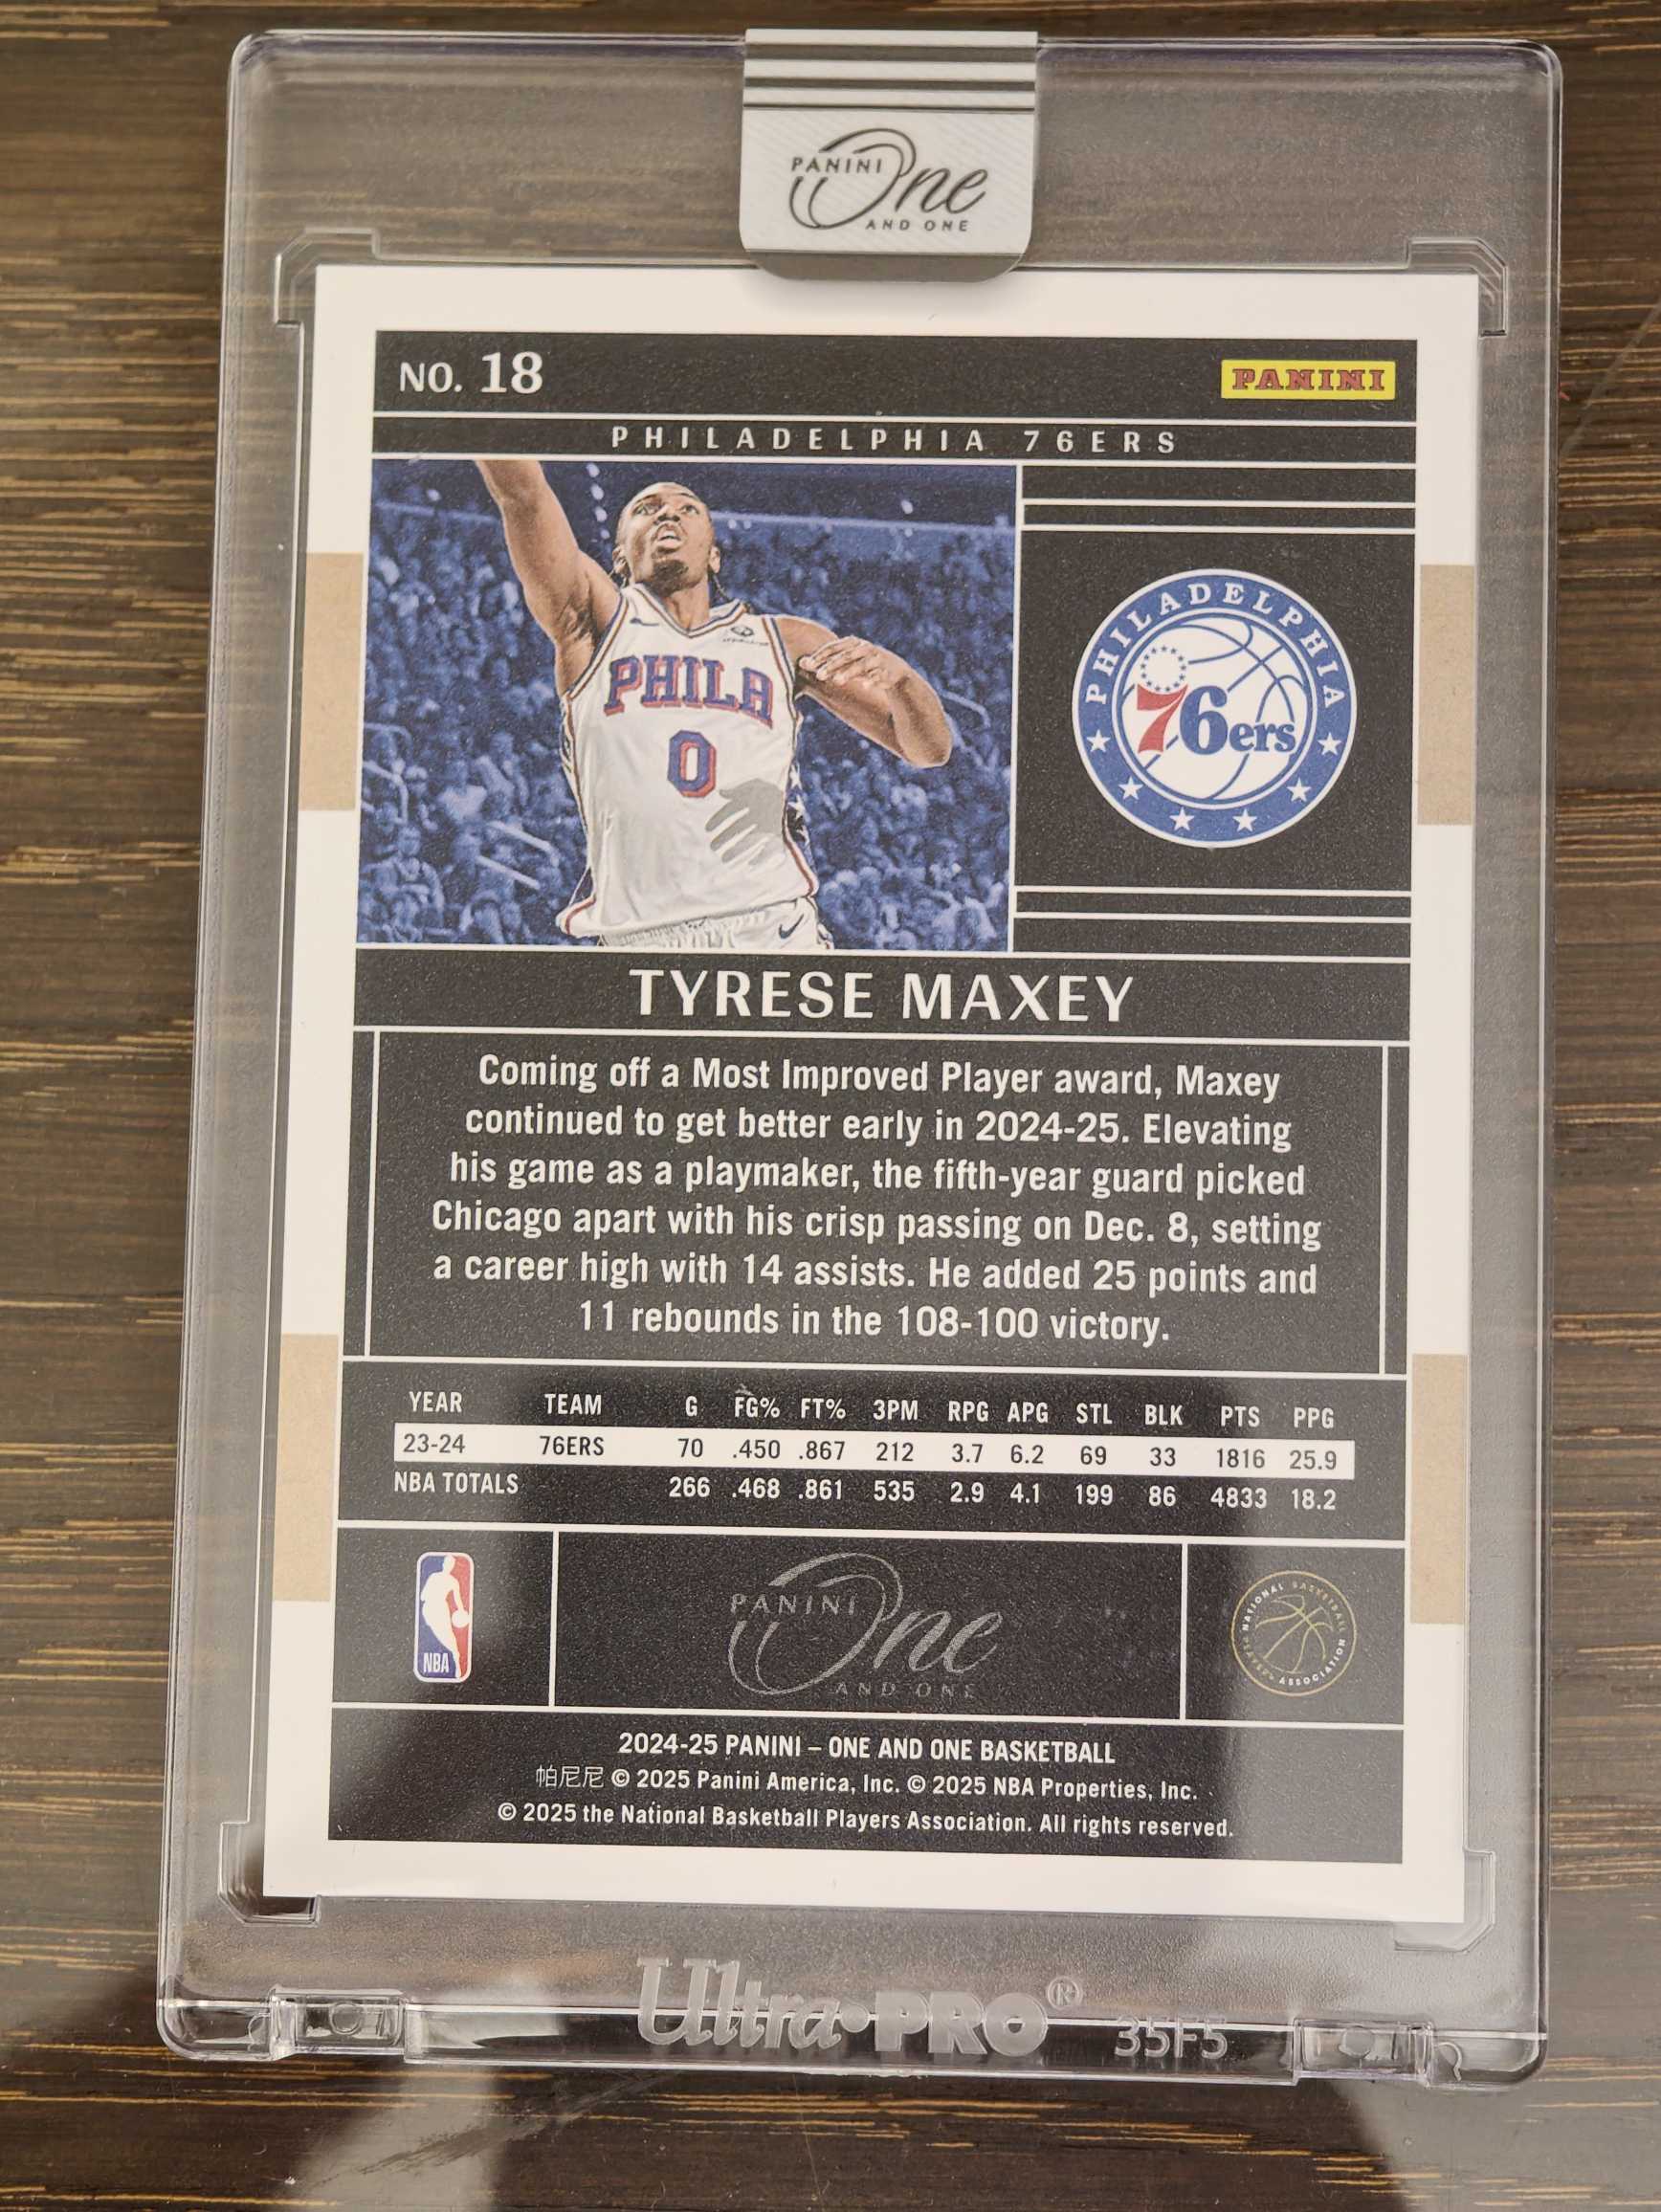 PANINI One
AND ONE
NO. 18
PANINI
PHILADELPHIA 76ERS
PHILA
0
PHILADELPHIA
76ers
TYRESE MAXEY
Coming off a Most Improved Player award, Maxey
continued to get better early in 2024-25. Elevating
his game as a playmaker, the fifth-year guard picked
Chicago apart with his crisp passing on Dec. 8, setting
a career high with 14 assists. He added 25 points and
11 rebounds in the 108-100 victory.
YEAR TEAM G FG% FT% 3PM RPG APG STL BLK PTS PPG
23-24 76ERS 70 .450 .867 212 3.7 6.2 69 33 1816 25.9
NBA TOTALS 266 .468 .861 535 2.9 4.1 199 86 4833 18.2
NBA
PANINI One
AND ONE
NATIONAL BASKETBALL PLAYERS ASSOCIATION
2024-25 PANINI – ONE AND ONE BASKETBALL
帕尼尼 © 2025 Panini America, Inc. © 2025 NBA Properties, Inc.
© 2025 the National Basketball Players Association. All rights reserved.
Ultra•PRO® 35F5